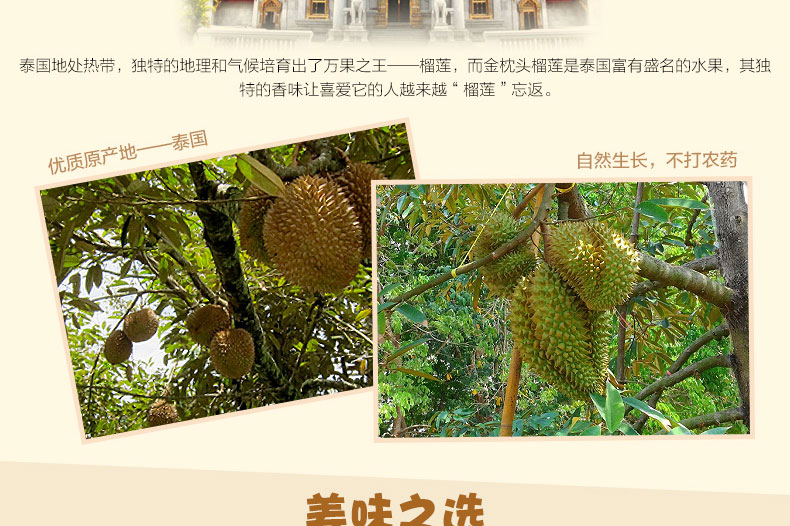 泰国地处热带，独特的地理和气候培育出了万果之王——榴莲，而金枕头榴莲是泰国富有盛名的水果，其独
特的香味让喜爱它的人越来越“榴莲”忘返。
优质原产地——泰国
自然生长，不打农药
美味之选